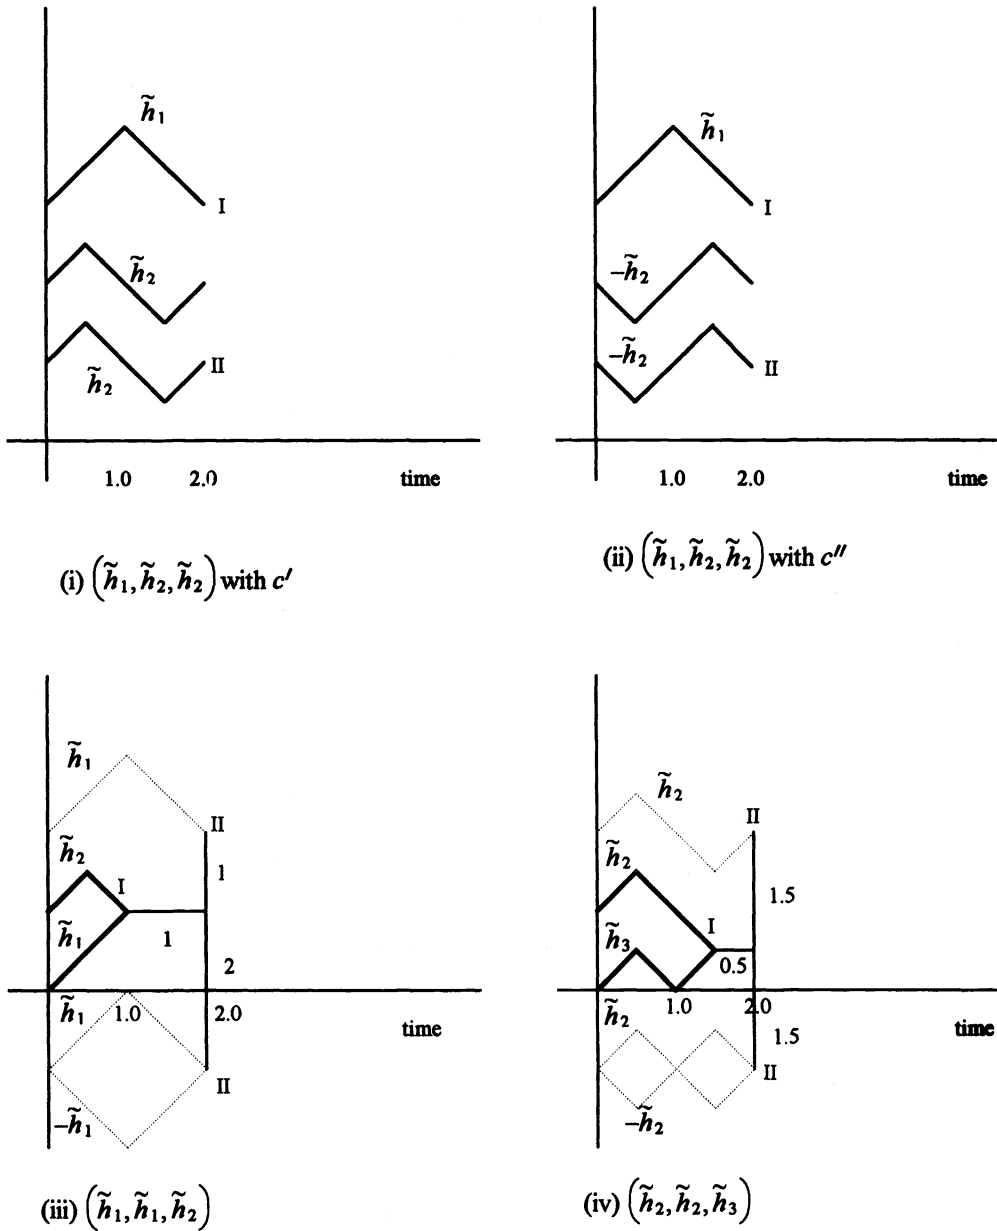 h̃₁
I
h̃₂
h̃₂
II
1.0 2.0 time
(i) (h̃₁, h̃₂, h̃₂) with c′
h̃₁
I
–h̃₂
–h̃₂
II
1.0 2.0 time
(ii) (h̃₁, h̃₂, h̃₂) with c″
h̃₁
II
h̃₂
I
1
h̃₁
1
2
h̃₁
1.0 2.0 time
II
–h̃₁
(iii) (h̃₁, h̃₁, h̃₂)
h̃₂
II
h̃₂
1.5
I
h̃₃
0.5
h̃₂
1.0 2.0 time
1.5
II
–h̃₂
(iv) (h̃₂, h̃₂, h̃₃)